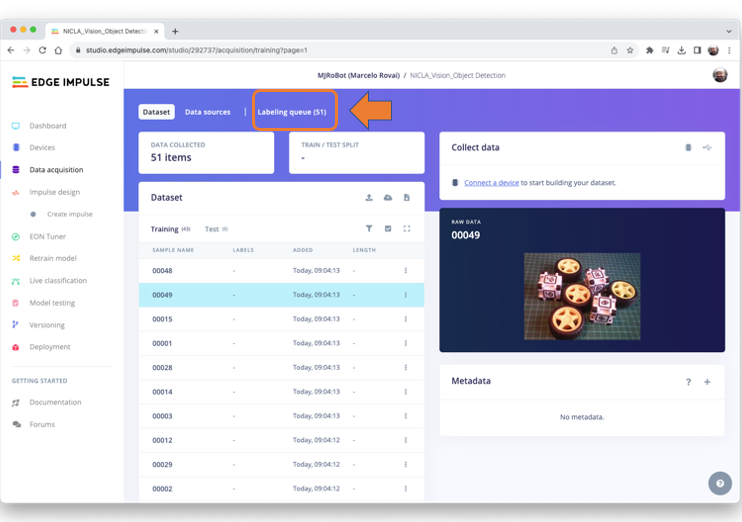 NICLA_Vision_Object Detecti
studio.edgeimpulse.com/studio/292737/acquisition/training?page=1
EDGE IMPULSE
MJRoBot (Marcelo Rovai) / NICLA_Vision_Object Detection
Dashboard
Devices
Data acquisition
Impulse design
Create impulse
EON Tuner
Retrain model
Live classification
Model testing
Versioning
Deployment
GETTING STARTED
Documentation
Forums
Dataset
Data sources
Labeling queue (51)
DATA COLLECTED
51 items
TRAIN / TEST SPLIT
-
Dataset
Training (43) Test (8)
SAMPLE NAME LABELS ADDED LENGTH
00048 - Today, 09:04:13 -
00049 - Today, 09:04:13 -
00015 - Today, 09:04:13 -
00001 - Today, 09:04:13 -
00028 - Today, 09:04:13 -
00014 - Today, 09:04:13 -
00003 - Today, 09:04:13 -
00012 - Today, 09:04:12 -
00029 - Today, 09:04:12 -
00002 - Today, 09:04:12 -
Collect data
Connect a device to start building your dataset.
RAW DATA
00049
Metadata
? +
No metadata.
?